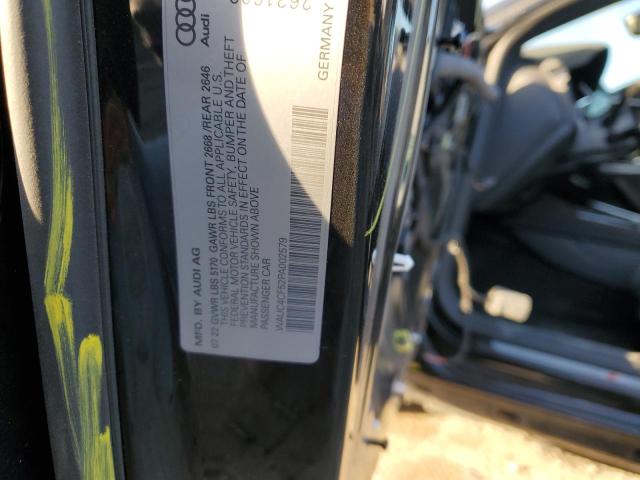 Audi
MFD. BY AUDI AG
07 22 GVWR LBS 5170 GAWR LBS FRONT 2668 /REAR 2646
THIS VEHICLE CONFORMS TO ALL APPLICABLE U.S.
FEDERAL MOTOR VEHICLE SAFETY, BUMPER AND THEFT
PREVENTION STANDARDS IN EFFECT ON THE DATE OF
MANUFACTURE SHOWN ABOVE
PASSENGER CAR
WAUC4CF52PA002579
GERMANY